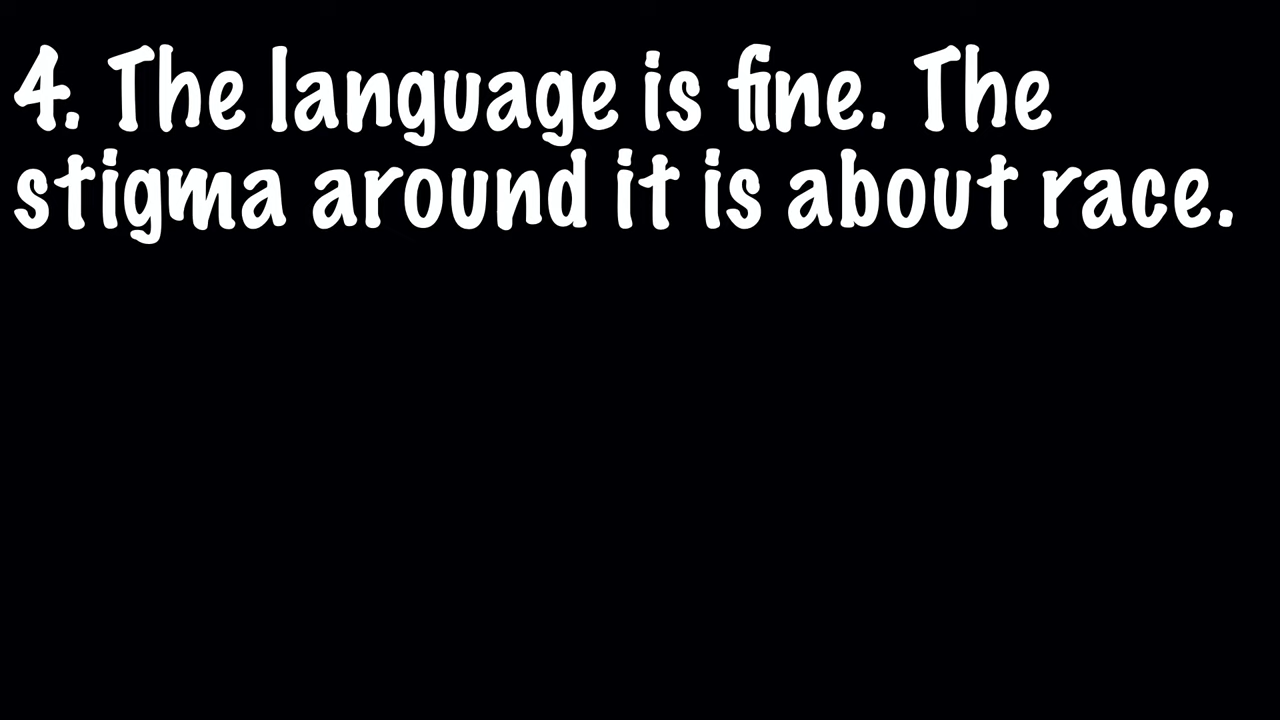 4. The language is fine. The
stigma around it is about race.